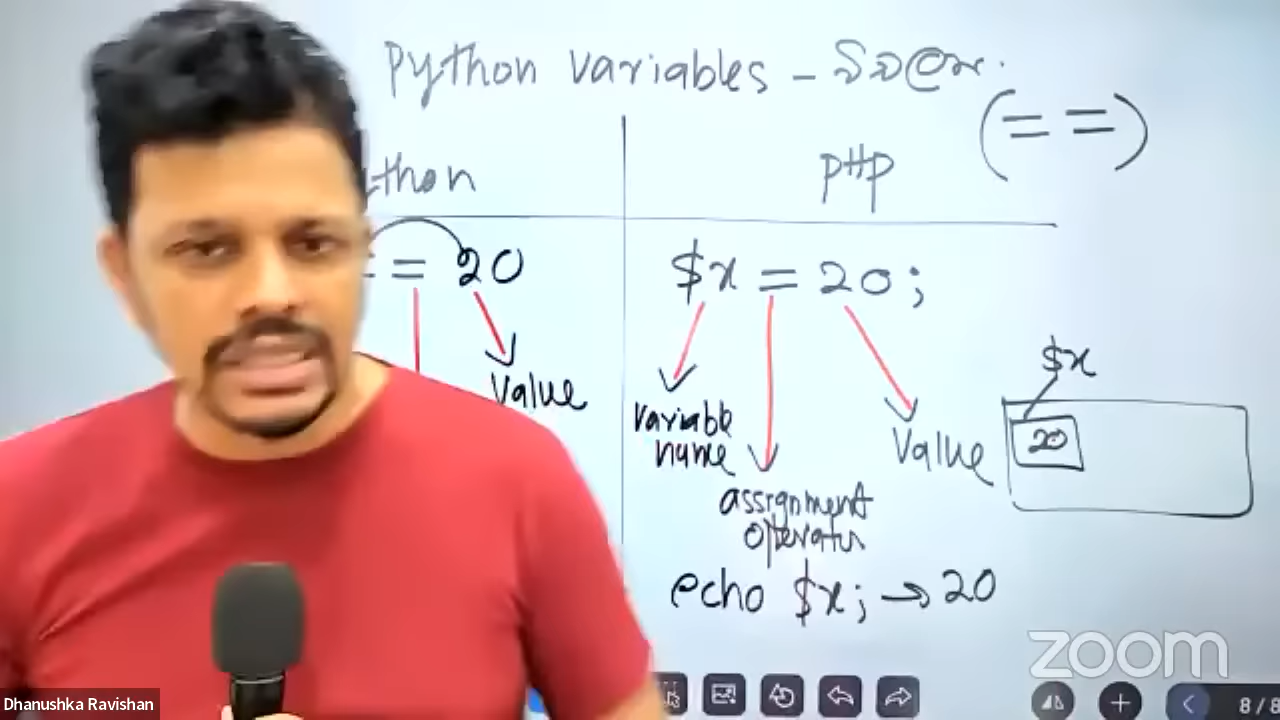 Python variables - විචල්‍ය.
(==)
thon
PHP
= 20
$x = 20;
Value
variable
name
assignment
operator
Value
$x
20
echo $x; → 20
zoom
Dhanushka Ravishan
8/8